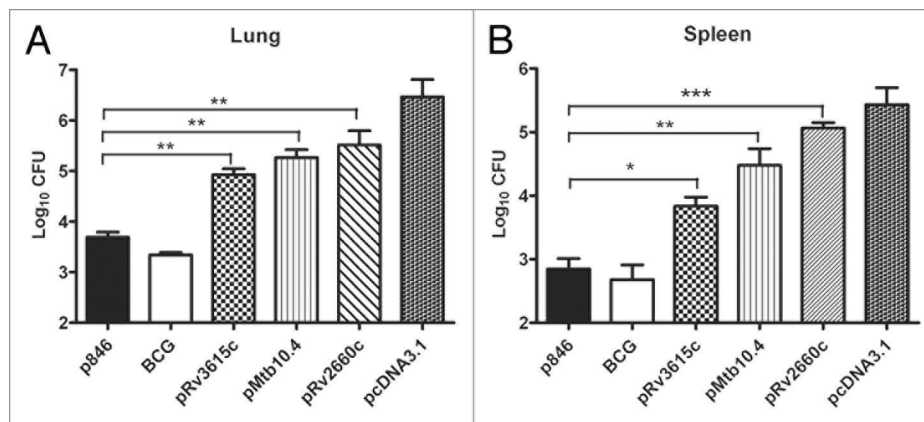 A
Lung
Log10 CFU
7
6
5
4
3
2
**
**
**
p846
BCG
pRv3615c
pMtb10.4
pRv2660c
pcDNA3.1
B
Spleen
Log10 CFU
6
5
4
3
2
***
**
*
p846
BCG
pRv3615c
pMtb10.4
pRv2660c
pcDNA3.1